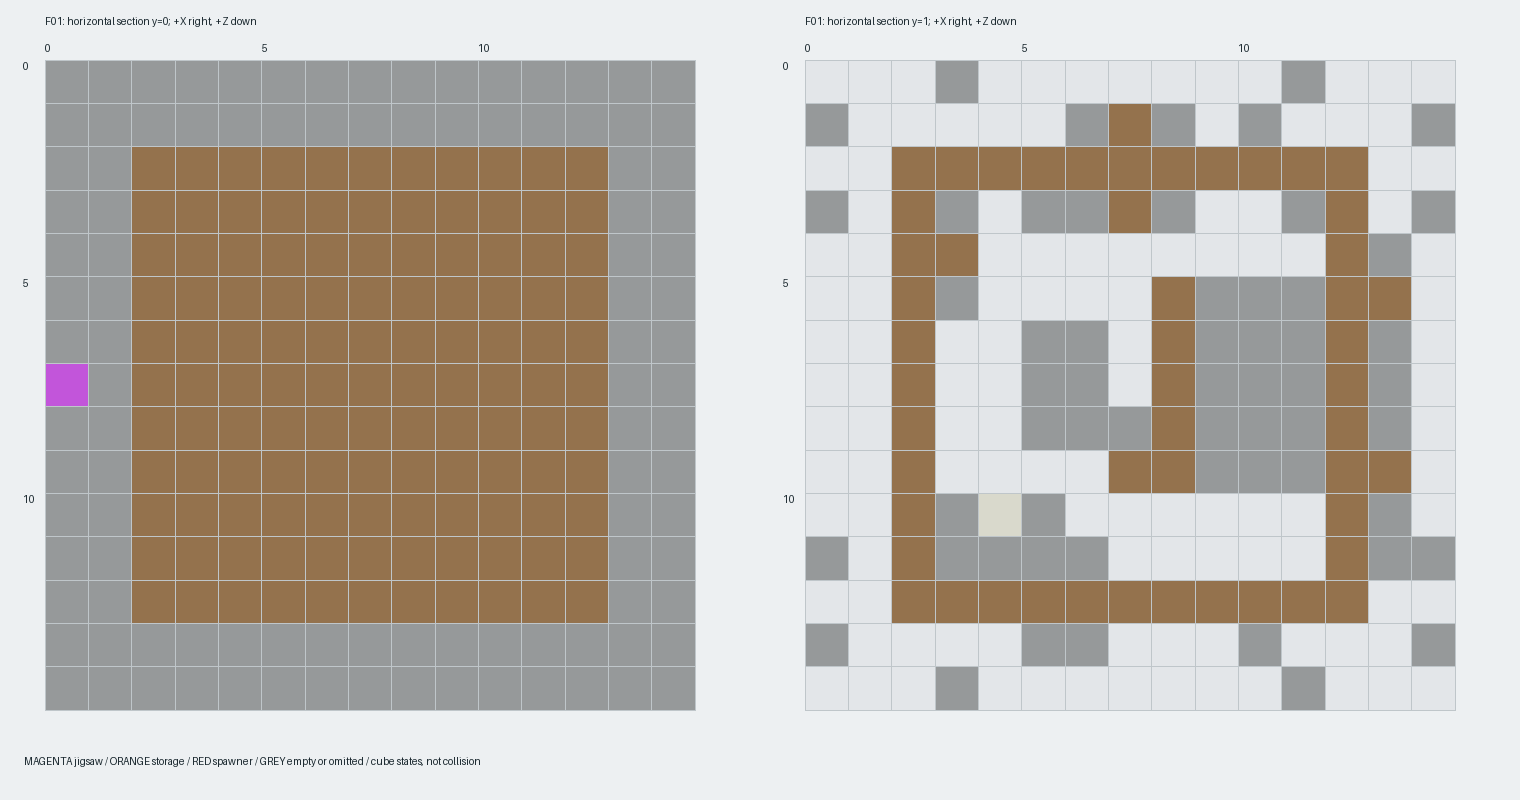 F01: horizontal section y=0; +X right, +Z down
F01: horizontal section y=1; +X right, +Z down
0 5 10
0 5 10
0
0
5
5
10
10
MAGENTA jigsaw / ORANGE storage / RED spawner / GREY empty or omitted / cube states, not collision